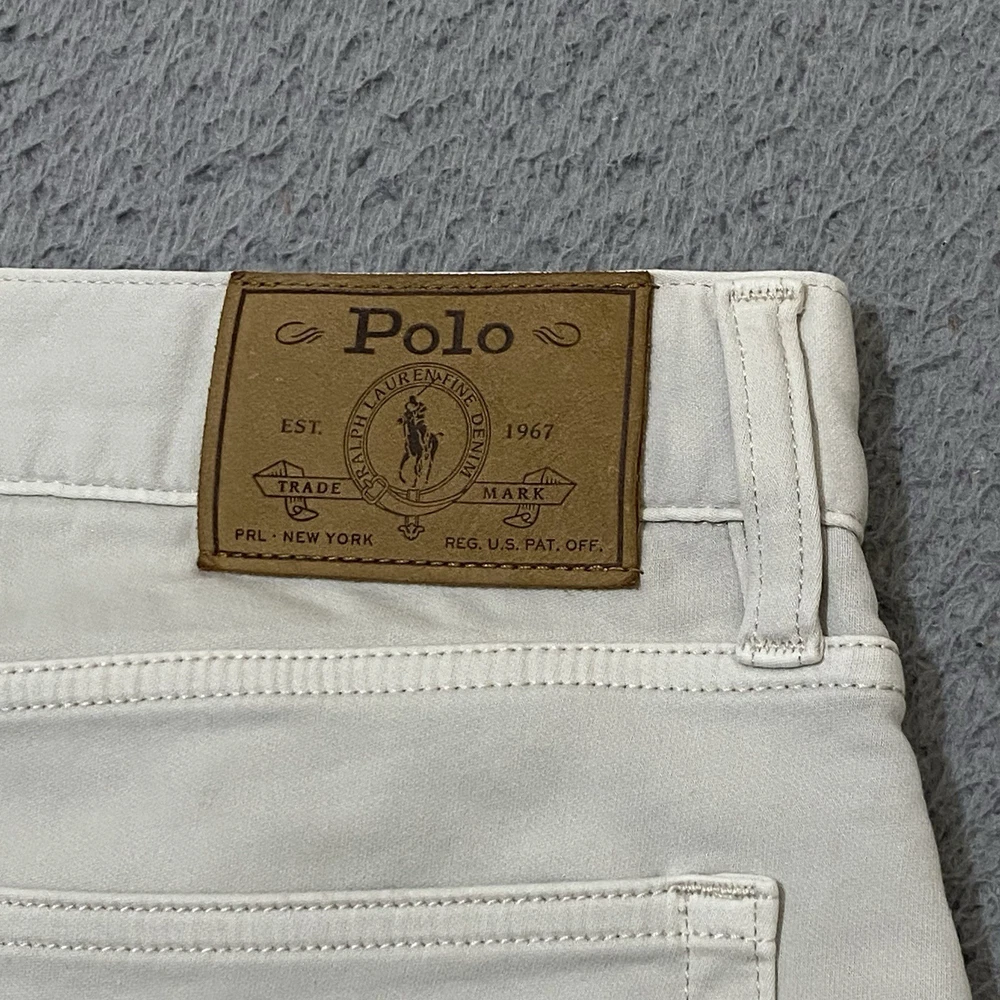 Polo
RALPH LAUREN FINE DENIM
EST. 1967
TRADE MARK
PRL · NEW YORK REG. U.S. PAT. OFF.